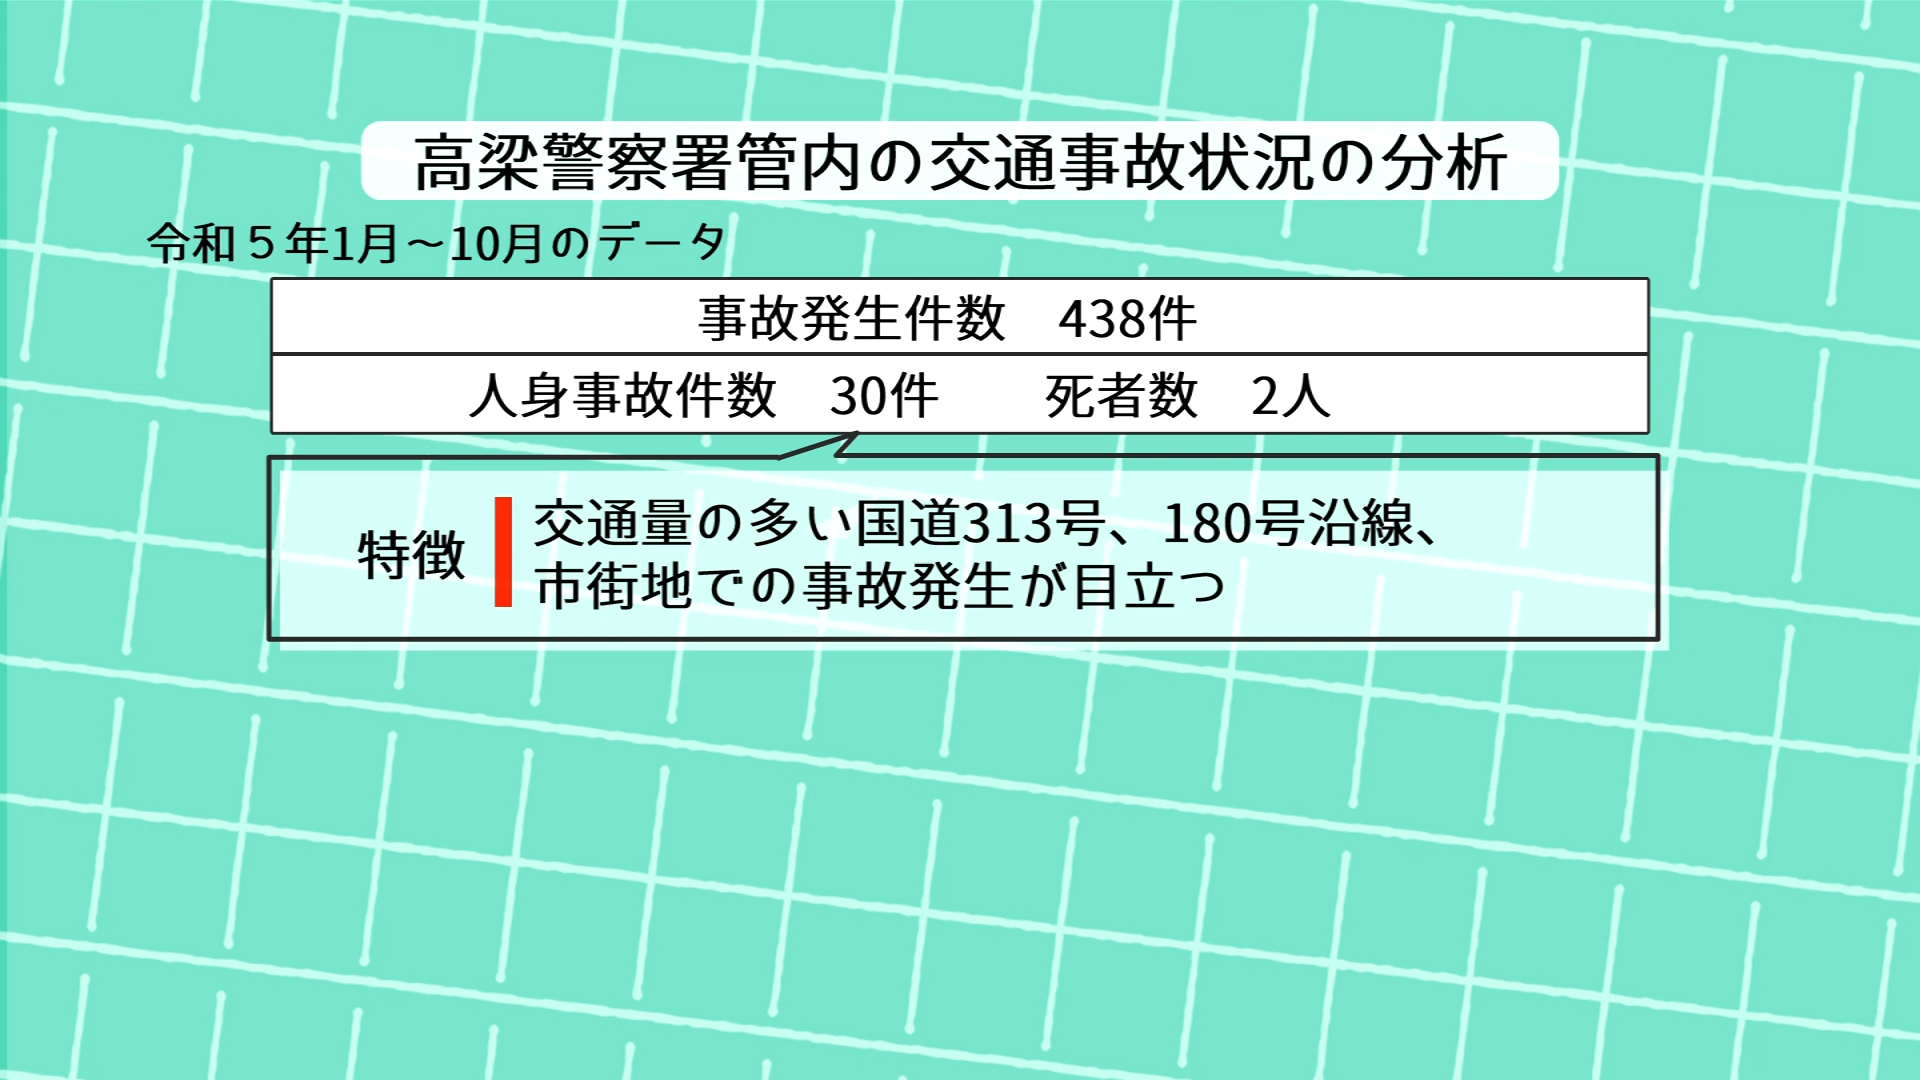 高梁警察署管内の交通事故状況の分析
令和５年1月～10月のデータ
事故発生件数　438件
人身事故件数　30件　　死者数　2人
特徴
交通量の多い国道313号、180号沿線、
市街地での事故発生が目立つ